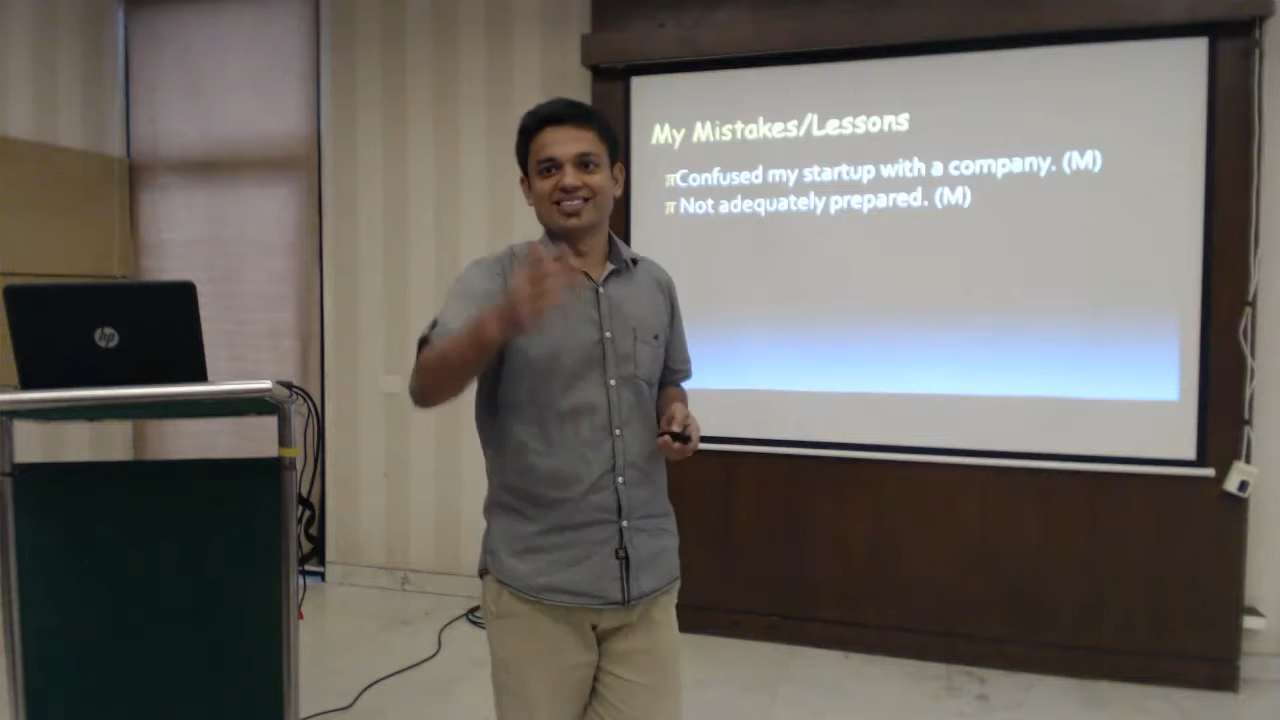 hp
My Mistakes/Lessons
πConfused my startup with a company. (M)
π Not adequately prepared. (M)